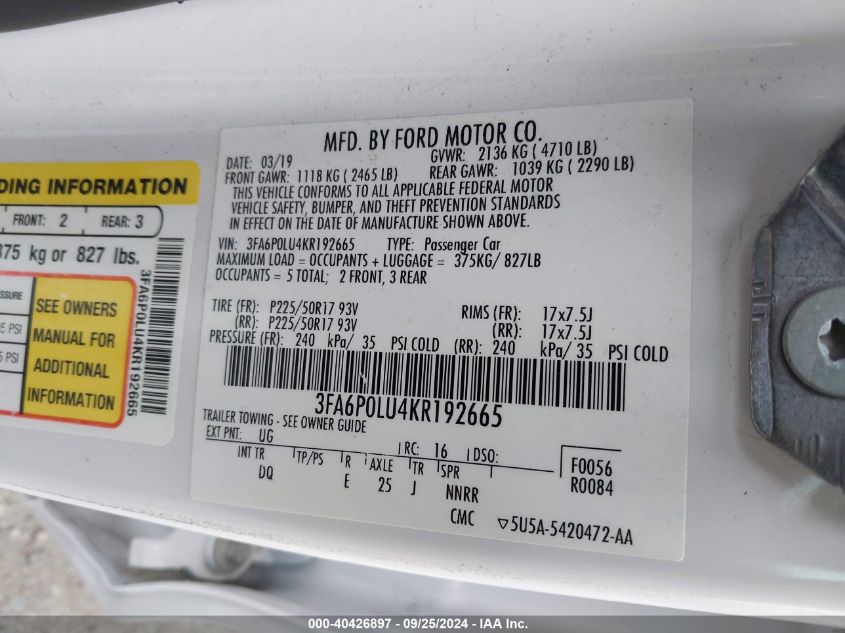 MFD. BY FORD MOTOR CO.
DATE: 03/19 GVWR: 2136 KG ( 4710 LB)
FRONT GAWR: 1118 KG ( 2465 LB) REAR GAWR: 1039 KG ( 2290 LB)
THIS VEHICLE CONFORMS TO ALL APPLICABLE FEDERAL MOTOR
VEHICLE SAFETY, BUMPER, AND THEFT PREVENTION STANDARDS
IN EFFECT ON THE DATE OF MANUFACTURE SHOWN ABOVE.
VIN: 3FA6P0LU4KR192665 TYPE: Passenger Car
MAXIMUM LOAD = OCCUPANTS + LUGGAGE = 375KG/ 827LB
OCCUPANTS = 5 TOTAL; 2 FRONT, 3 REAR
TIRE (FR): P225/50R17 93V RIMS (FR): 17x7.5J
(RR): P225/50R17 93V (RR): 17x7.5J
PRESSURE (FR): 240 kPa/ 35 PSI COLD (RR): 240 kPa/ 35 PSI COLD
3FA6P0LU4KR192665
TRAILER TOWING - SEE OWNER GUIDE
EXT PNT: UG RC: 16 DSO:
INT TR TP/PS R AXLE TR SPR
DQ E 25 J NNRR
F0056
R0084
CMC ▽5U5A-5420472-AA
DING INFORMATION
FRONT: 2 REAR: 3
375 kg or 827 lbs.
SSURE
5 PSI
5 PSI
SEE OWNERS
MANUAL FOR
ADDITIONAL
INFORMATION
3FA6P0LU4KR192665
000-40426897 - 09/25/2024 - IAA Inc.